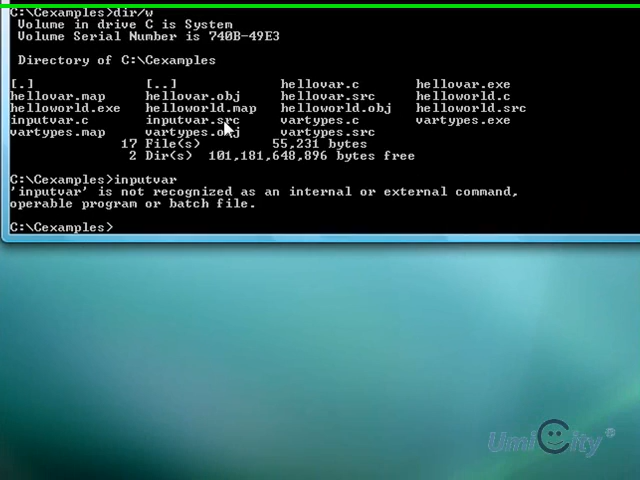 C:\Cexamples>dir/w
Volume in drive C is System
Volume Serial Number is 740B-49E3
Directory of C:\Cexamples
[.] [..] hellovar.c hellovar.exe
hellovar.map hellovar.obj hellovar.src helloworld.c
helloworld.exe helloworld.map helloworld.obj helloworld.src
inputvar.c inputvar.src vartypes.c vartypes.exe
vartypes.map vartypes.obj vartypes.src
17 File(s) 55,231 bytes
2 Dir(s) 101,181,648,896 bytes free
C:\Cexamples>inputvar
'inputvar' is not recognized as an internal or external command,
operable program or batch file.
C:\Cexamples>
UmiCity®